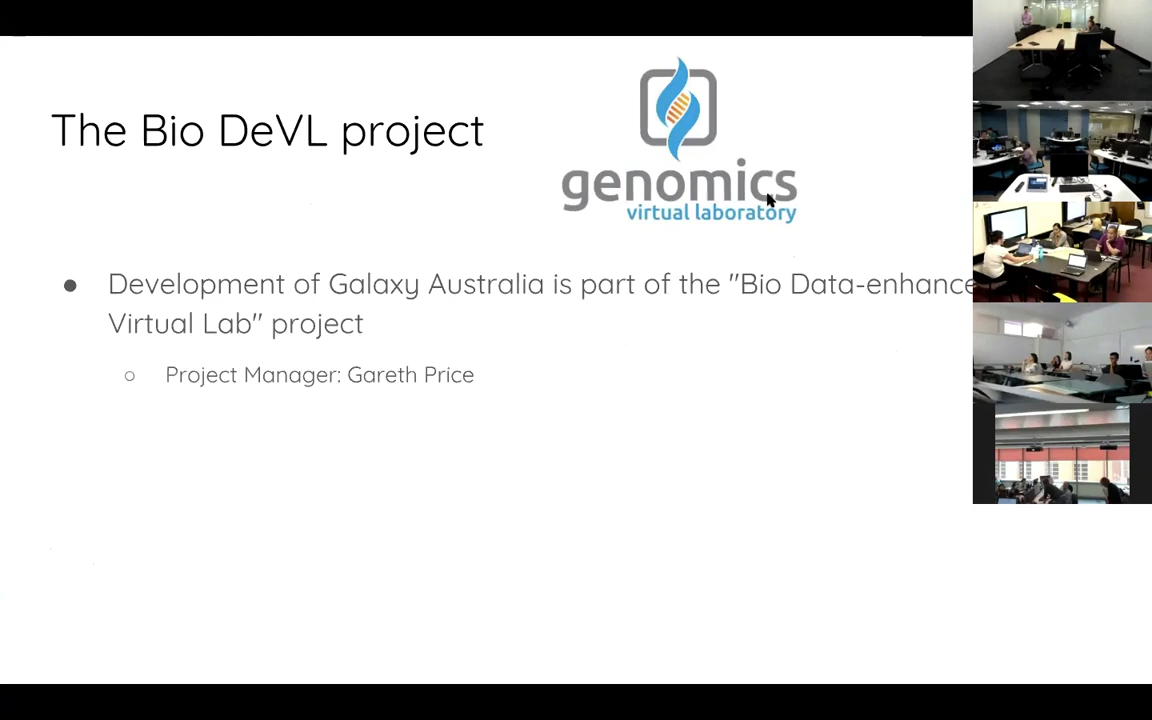 The Bio DeVL project
genomics
virtual laboratory
● Development of Galaxy Australia is part of the "Bio Data-enhance
Virtual Lab" project
○ Project Manager: Gareth Price